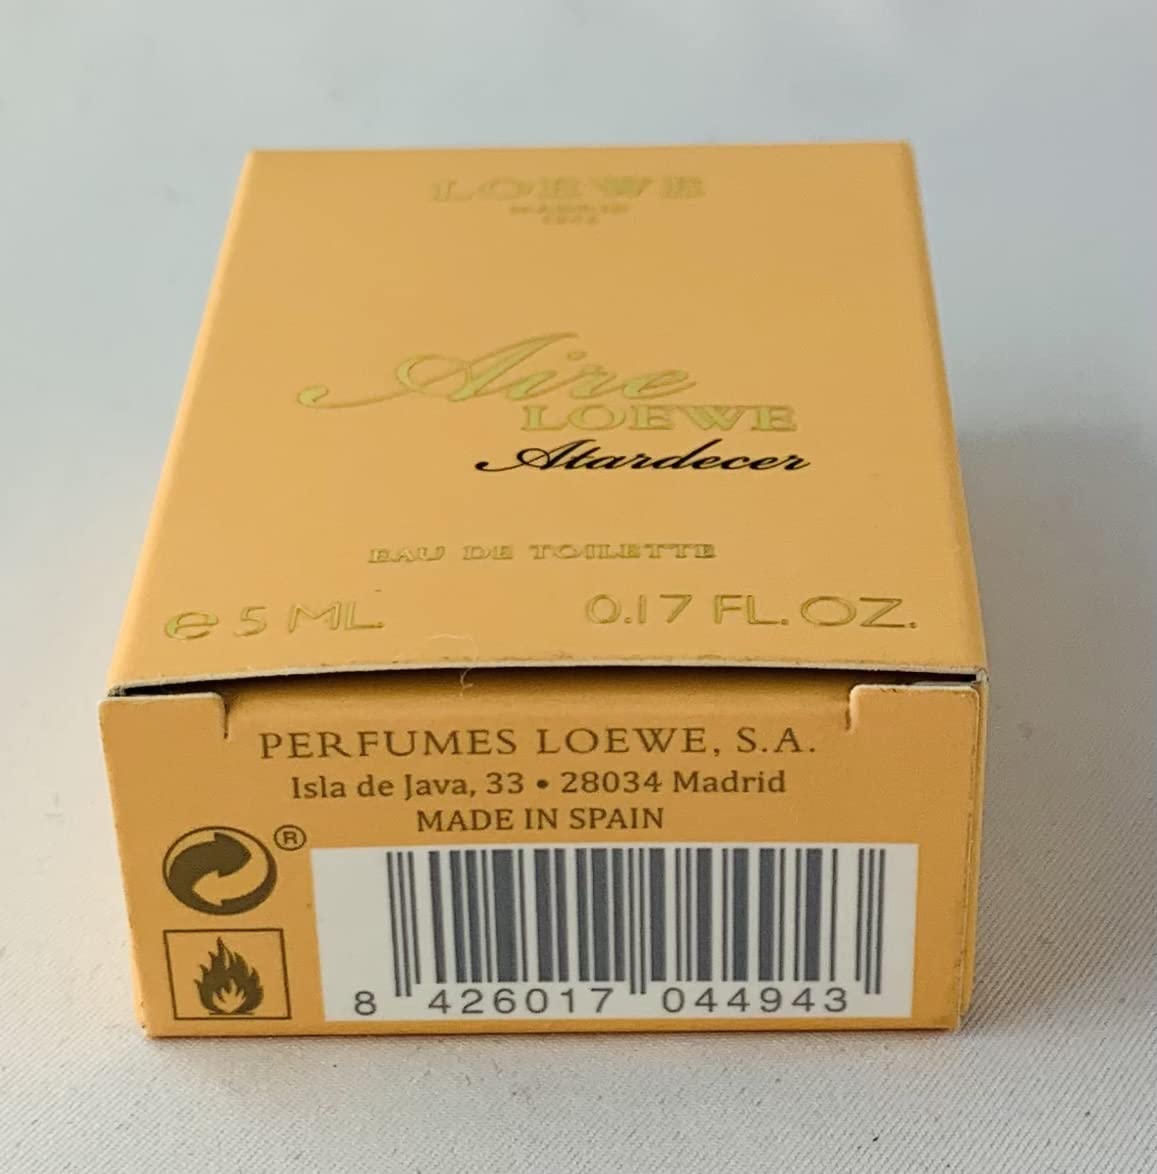 LOEWE
MADRID
Aire
LOEWE
Atardecer
EAU DE TOILETTE
℮ 5 ML. 0.17 FL. OZ.
PERFUMES LOEWE, S.A.
Isla de Java, 33 • 28034 Madrid
MADE IN SPAIN
®
8 426017 044943